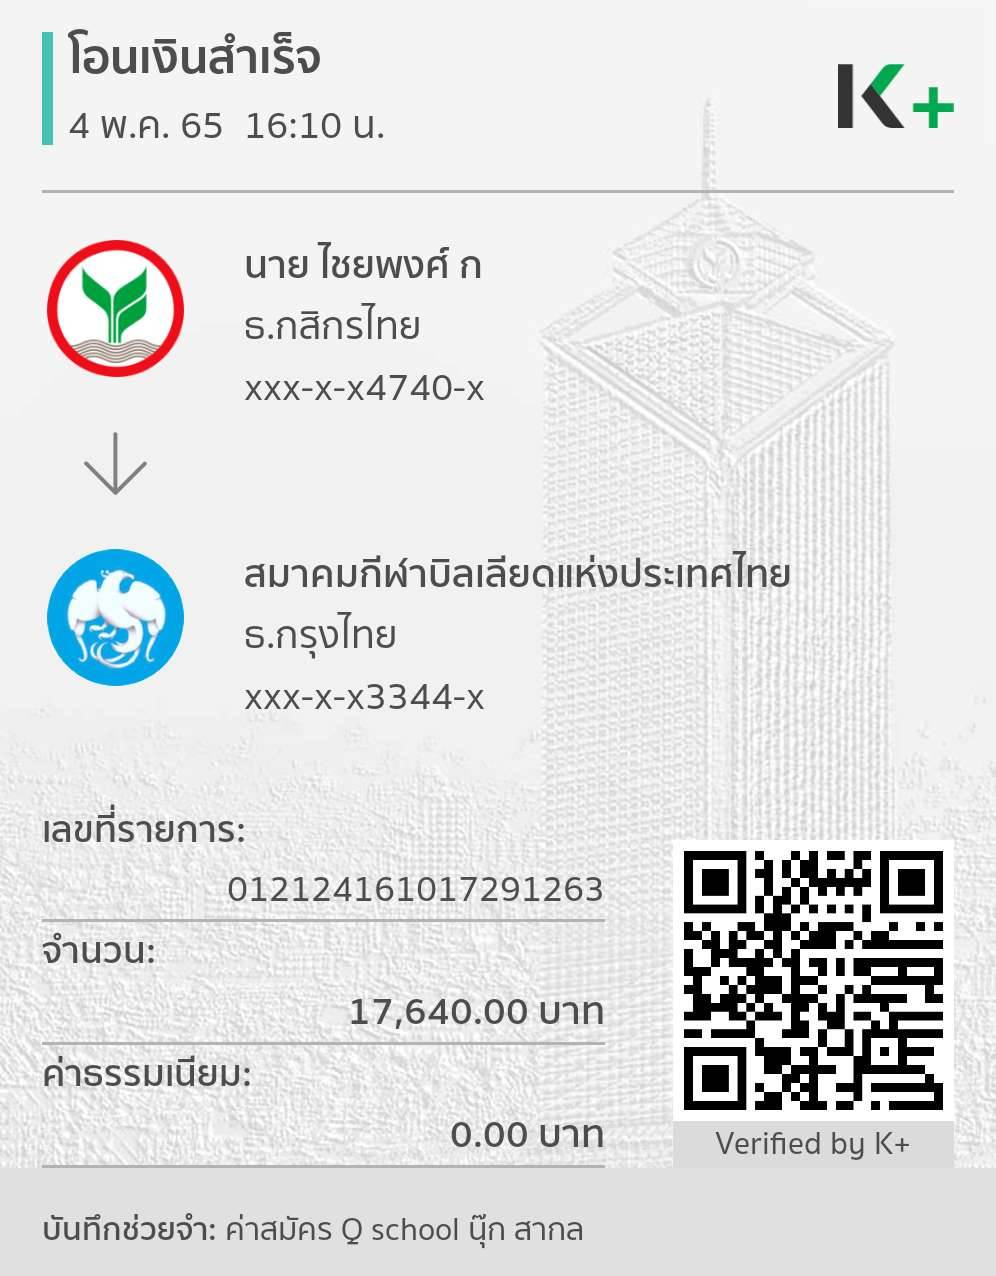 โอนเงินสำเร็จ
4 พ.ค. 65 16:10 น.
K+
นาย ไชยพงศ์ ก
ธ.กสิกรไทย
xxx-x-x4740-x
สมาคมกีฬาบิลเลียดแห่งประเทศไทย
ธ.กรุงไทย
xxx-x-x3344-x
เลขที่รายการ:
012124161017291263
จำนวน:
17,640.00 บาท
ค่าธรรมเนียม:
0.00 บาท
Verified by K+
บันทึกช่วยจำ: ค่าสมัคร Q school นุ๊ก สากล